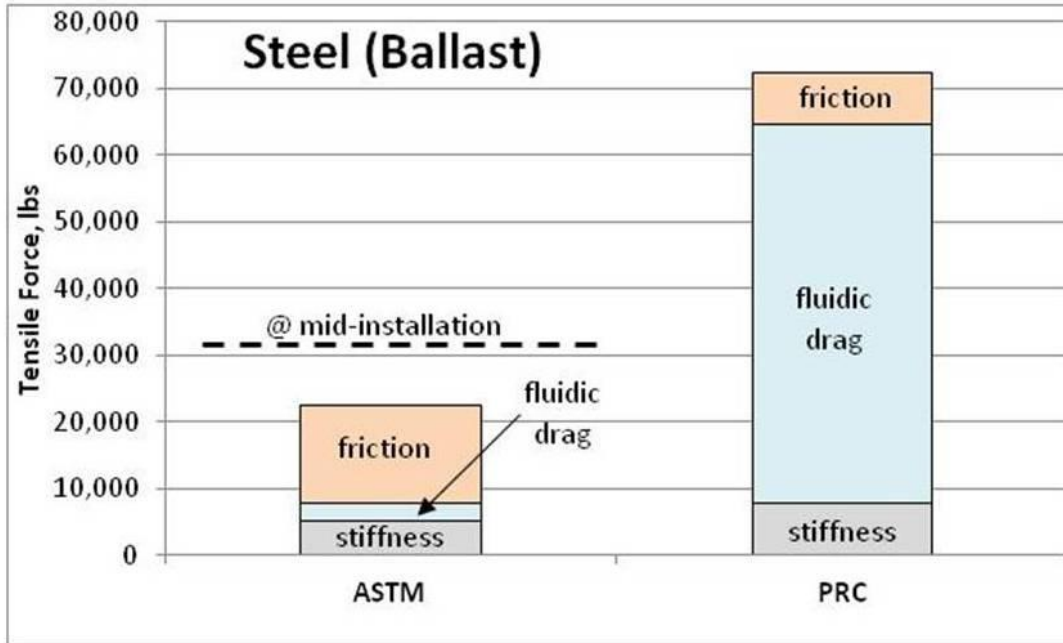 Steel (Ballast)
Tensile Force, lbs
80,000
70,000
60,000
50,000
40,000
30,000
20,000
10,000
0
@ mid-installation
friction
fluidic
drag
stiffness
friction
fluidic
drag
stiffness
ASTM
PRC